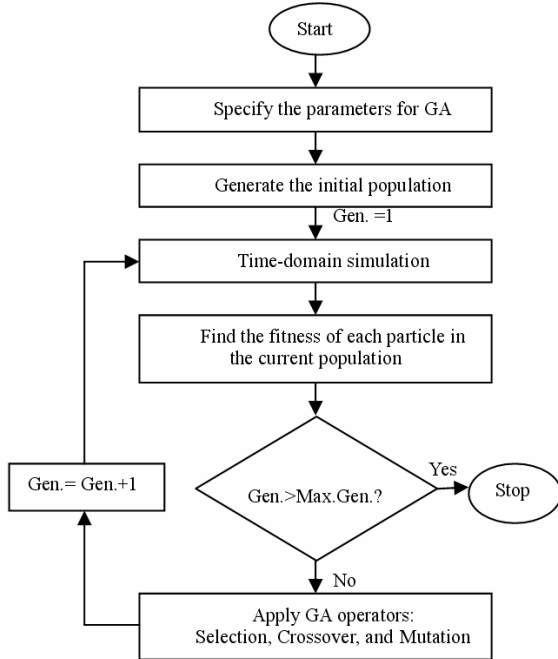 Start
Specify the parameters for GA
Generate the initial population
Gen. =1
Time-domain simulation
Find the fitness of each particle in
the current population
Gen.>Max.Gen.?
Yes
Stop
No
Apply GA operators:
Selection, Crossover, and Mutation
Gen.= Gen.+1